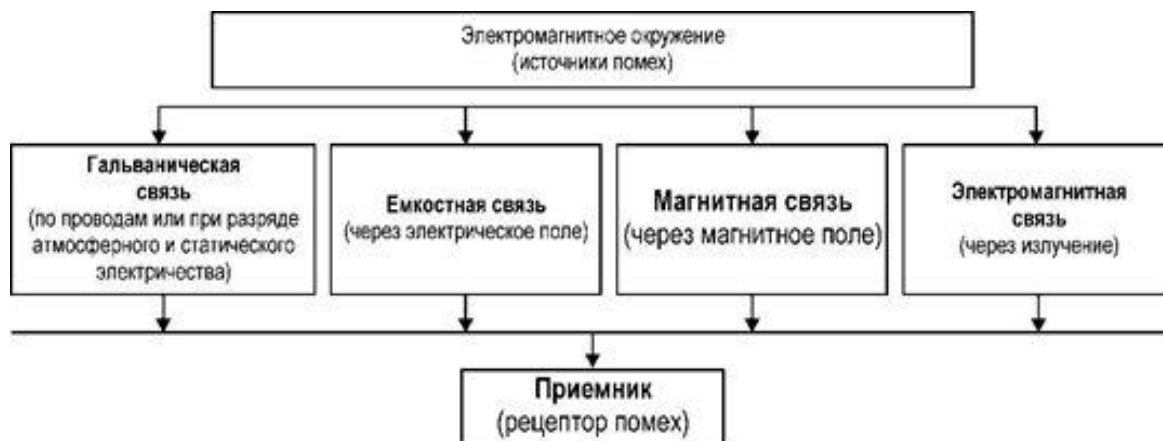 Электромагнитное окружение
(источники помех)
Гальваническая
связь
(по проводам или при разряде
атмосферного и статического
электричества)
Емкостная связь
(через электрическое поле)
Магнитная связь
(через магнитное поле)
Электромагнитная
связь
(через излучение)
Приемник
(рецептор помех)